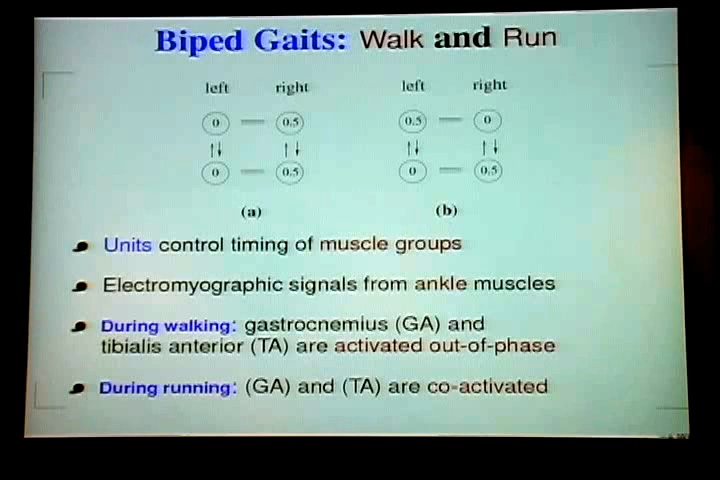 Biped Gaits: Walk and Run
left right left right
0 0.5 0.5 0
0 0.5 0 0.5
(a) (b)
Units control timing of muscle groups
Electromyographic signals from ankle muscles
During walking: gastrocnemius (GA) and
tibialis anterior (TA) are activated out-of-phase
During running: (GA) and (TA) are co-activated